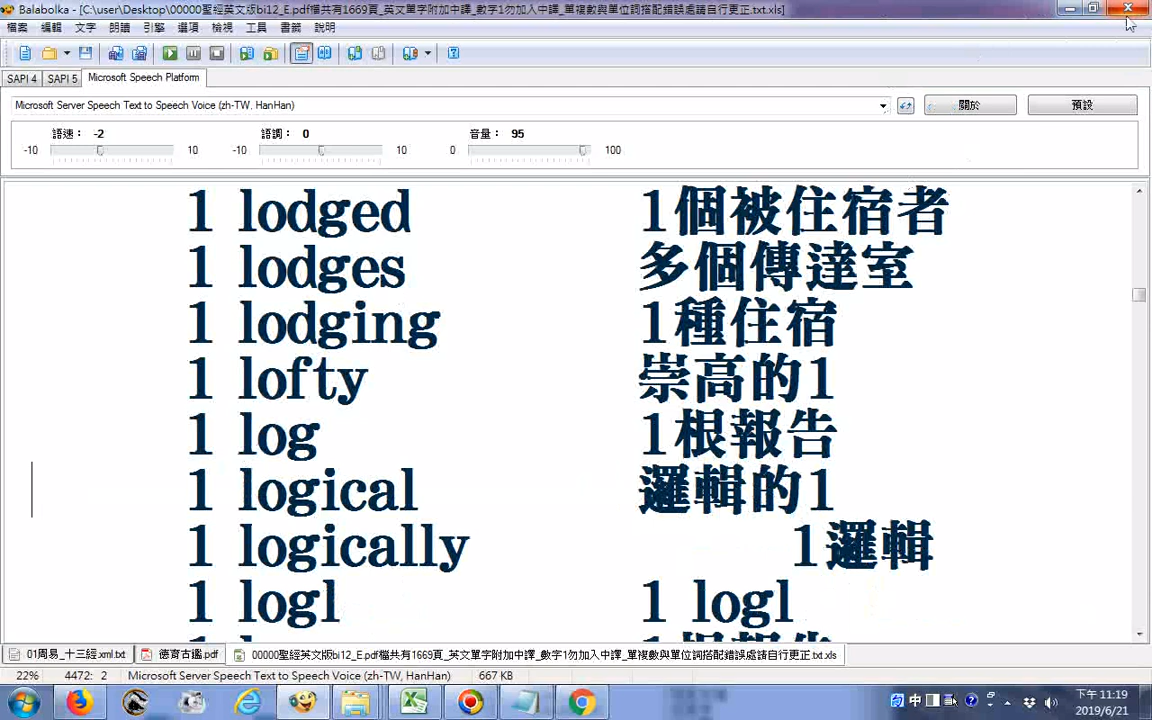 Balabolka - [C:\user\Desktop\00000聖經英文版bi12_E.pdf檔共有1669頁_英文單字附加中譯_數字1勿加入中譯_單複數與單位詞搭配錯誤處請自行更正.txt.xls]
檔案 編輯 文字 朗讀 引擎 選項 檢視 工具 書籤 說明
SAPI 4 SAPI 5 Microsoft Speech Platform
Microsoft Server Speech Text to Speech Voice (zh-TW, HanHan) 關於 預設
語速： -2 語調： 0 音量： 95
-10 10 -10 10 0 100
1 lodged 1個被住宿者
1 lodges 多個傳達室
1 lodging 1種住宿
1 lofty 崇高的1
1 log 1根報告
1 logical 邏輯的1
1 logically 1邏輯
1 logl 1 logl
01周易_十三經.xml.txt 德育古鑑.pdf 00000聖經英文版bi12_E.pdf檔共有1669頁_英文單字附加中譯_數字1勿加入中譯_單複數與單位詞搭配錯誤處請自行更正.txt.xls
22% 4472: 2 Microsoft Server Speech Text to Speech Voice (zh-TW, HanHan) 667 KB
中 下午 11:19
2019/6/21